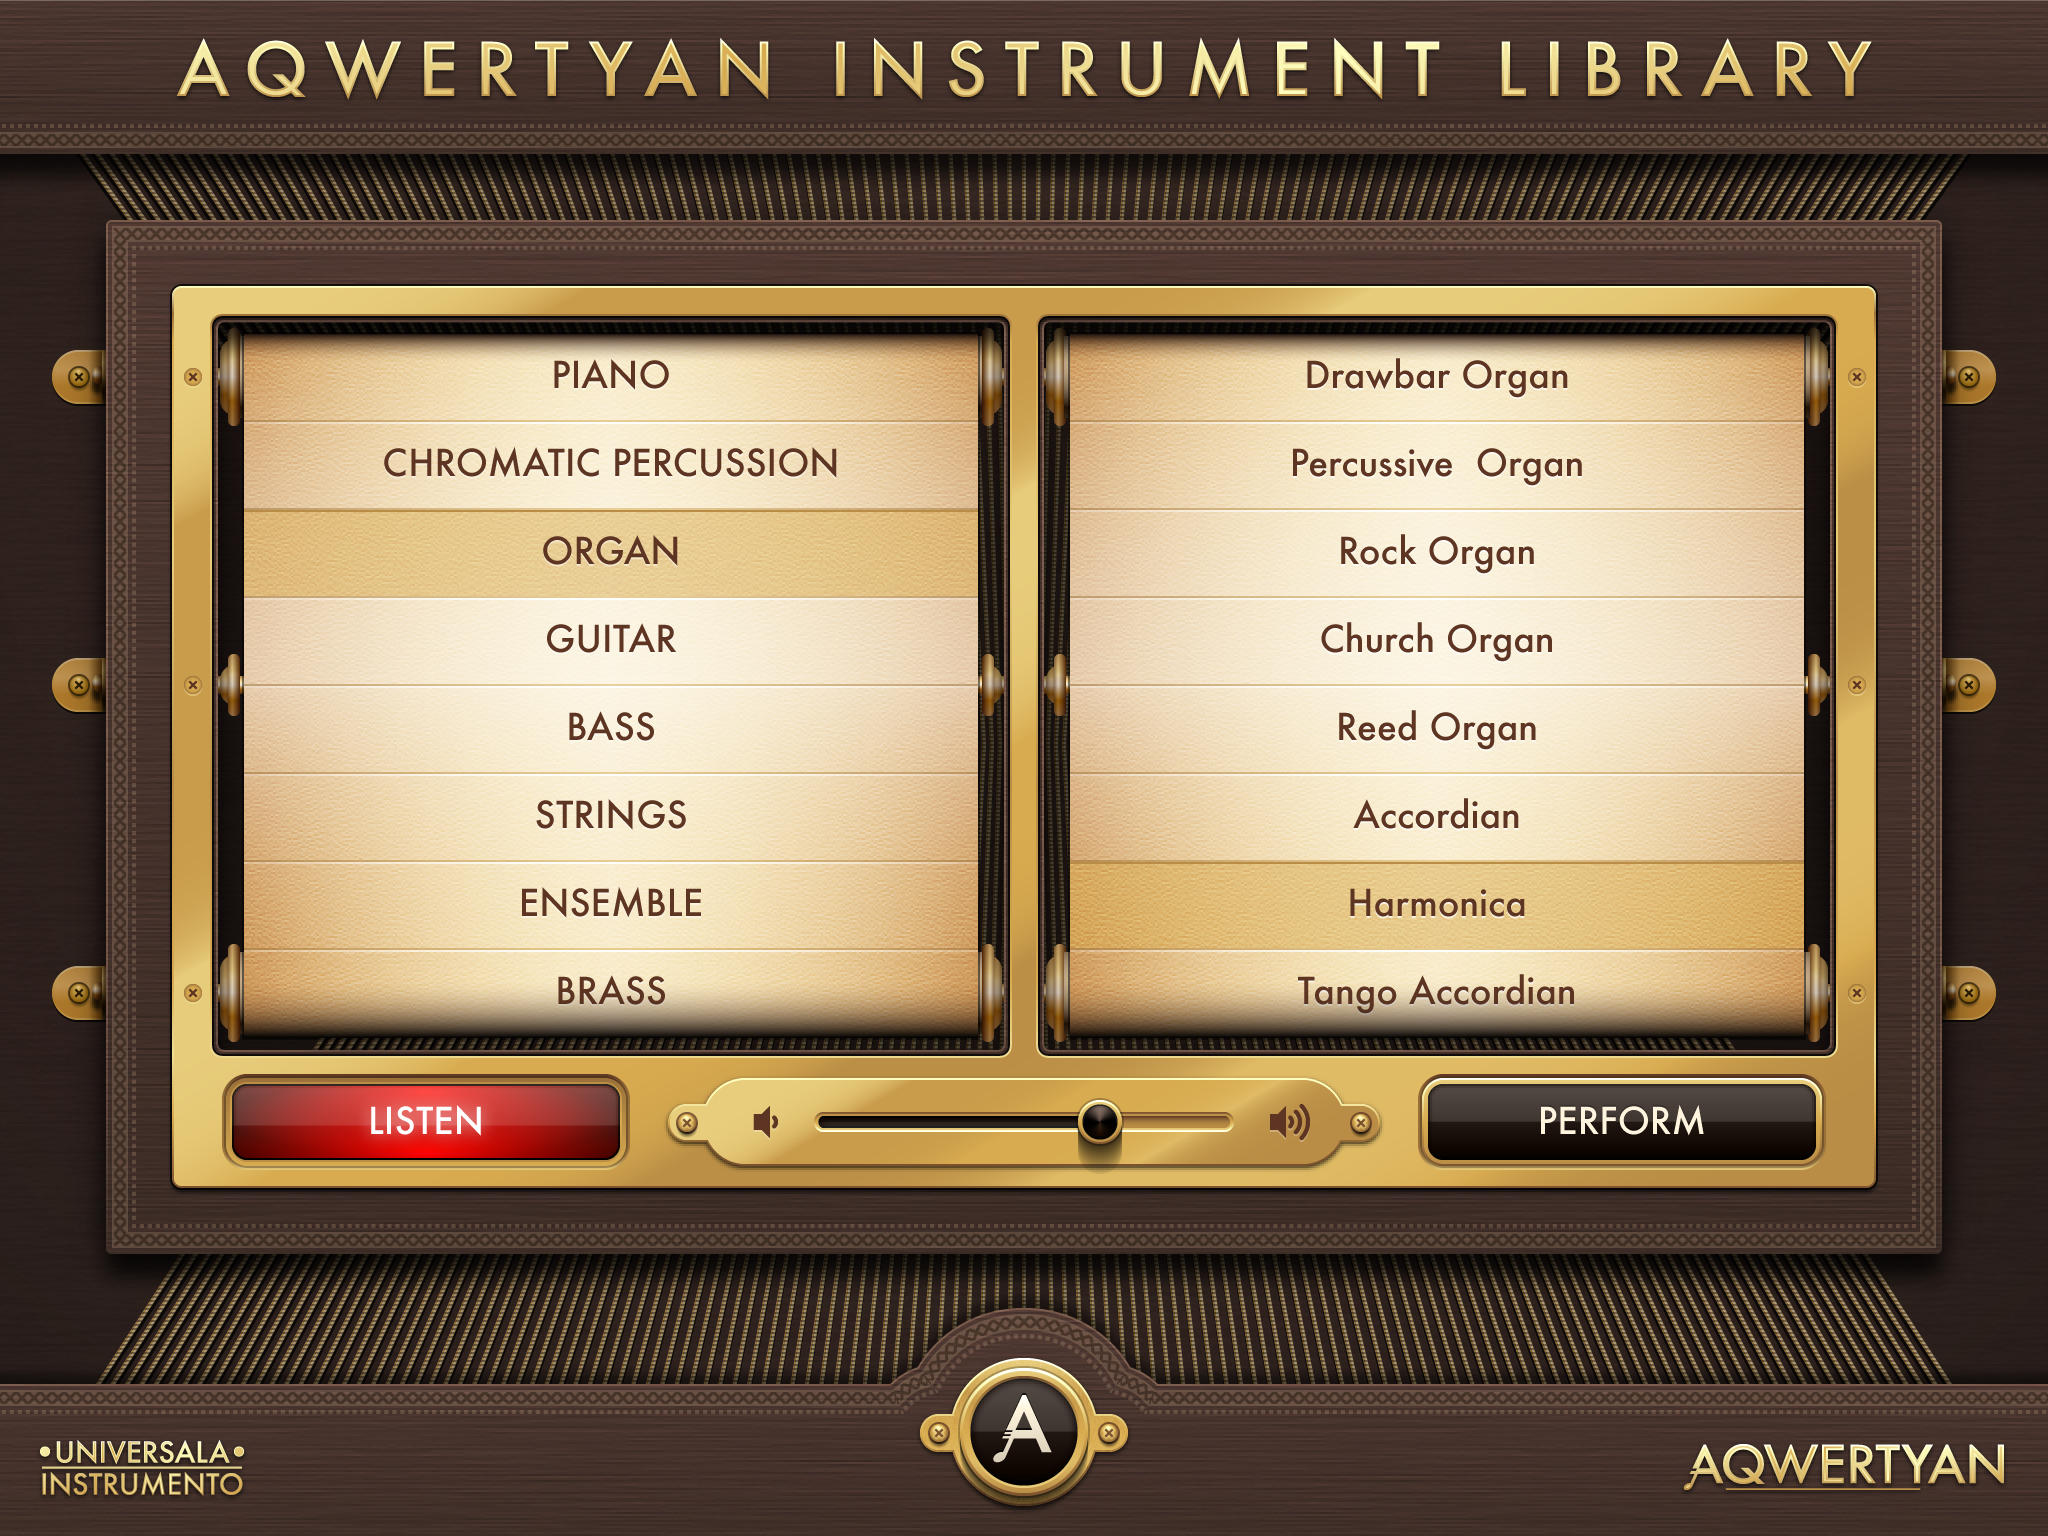 AQWERTYAN INSTRUMENT LIBRARY
PIANO
CHROMATIC PERCUSSION
ORGAN
GUITAR
BASS
STRINGS
ENSEMBLE
BRASS
Drawbar Organ
Percussive  Organ
Rock Organ
Church Organ
Reed Organ
Accordian
Harmonica
Tango Accordian
LISTEN
PERFORM
A
•UNIVERSALA•
INSTRUMENTO
AQWERTYAN